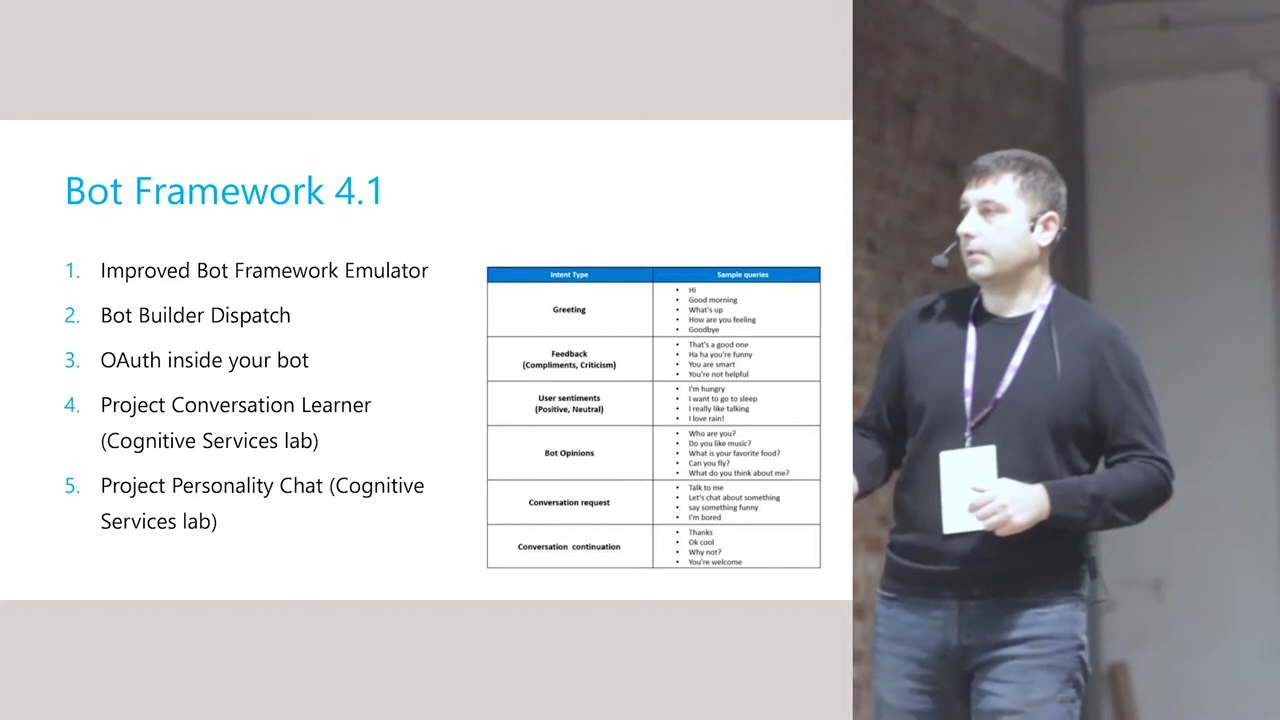 Bot Framework 4.1
1. Improved Bot Framework Emulator
2. Bot Builder Dispatch
3. OAuth inside your bot
4. Project Conversation Learner
(Cognitive Services lab)
5. Project Personality Chat (Cognitive
Services lab)
Intent Type
Sample queries
Greeting
• Hi
• Good morning
• What's up
• How are you feeling
• Goodbye
Feedback
(Compliments, Criticism)
• That's a good one
• Ha ha you're funny
• You are smart
• You're not helpful
User sentiments
(Positive, Neutral)
• I'm hungry
• I want to go to sleep
• I really like talking
• I love rain!
Bot Opinions
• Who are you?
• Do you like music?
• What is your favorite food?
• Can you fly?
• What do you think about me?
Conversation request
• Talk to me
• Let's chat about something
• say something funny
• I'm bored
Conversation continuation
• Thanks
• Ok cool
• Why not?
• You're welcome